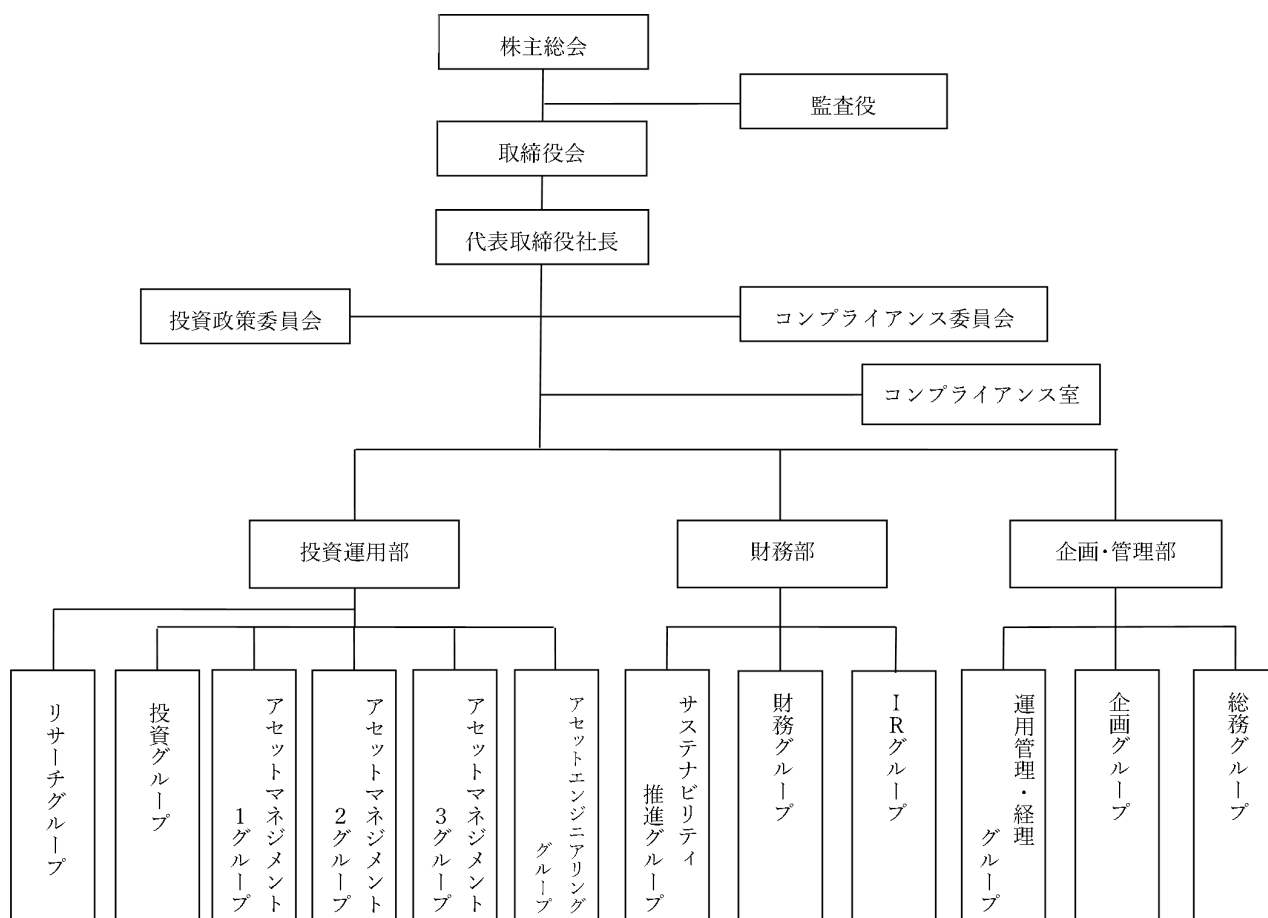 株主総会
監査役
取締役会
代表取締役社長
投資政策委員会
コンプライアンス委員会
コンプライアンス室
投資運用部
財務部
企画・管理部
リサーチグループ
投資グループ
アセットマネジメント
1グループ
アセットマネジメント
2グループ
アセットマネジメント
3グループ
アセットエンジニアリング
グループ
サステナビリティ
推進グループ
財務グループ
IRグループ
運用管理・経理
グループ
企画グループ
総務グループ